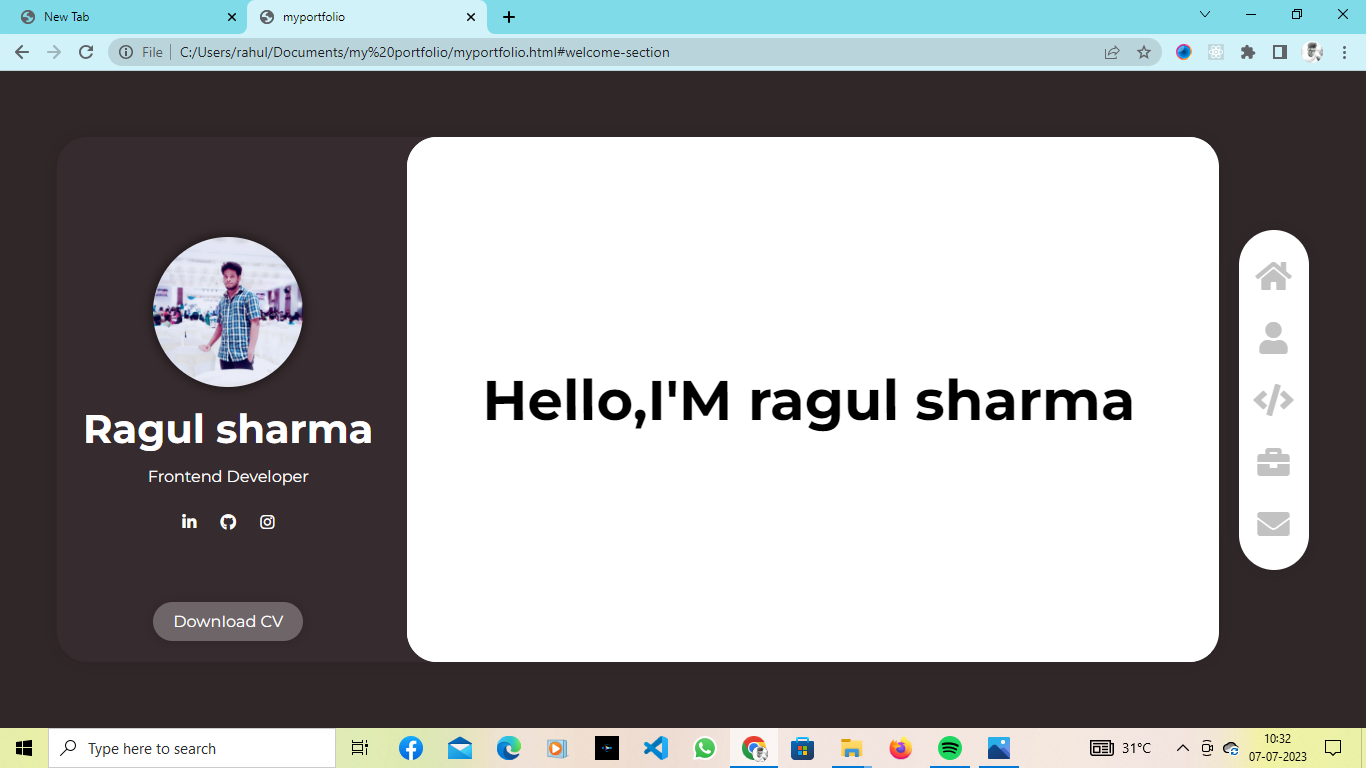 New Tab
myportfolio
File
C:/Users/rahul/Documents/my%20portfolio/myportfolio.html#welcome-section
Ragul sharma
Frontend Developer
Download CV
Hello,I'M ragul sharma
Type here to search
31°C
10:32
07-07-2023